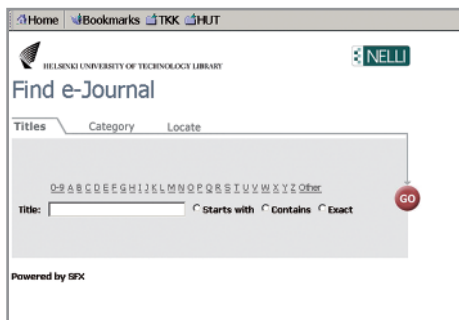 Home Bookmarks TKK HUT
HELSINKI UNIVERSITY OF TECHNOLOGY LIBRARY NELLI
Find e-Journal
Titles Category Locate
0-9 A B C D E F G H I J K L M N O P Q R S T U V W X Y Z Other
GO
Title: Starts with Contains Exact
Powered by SFX